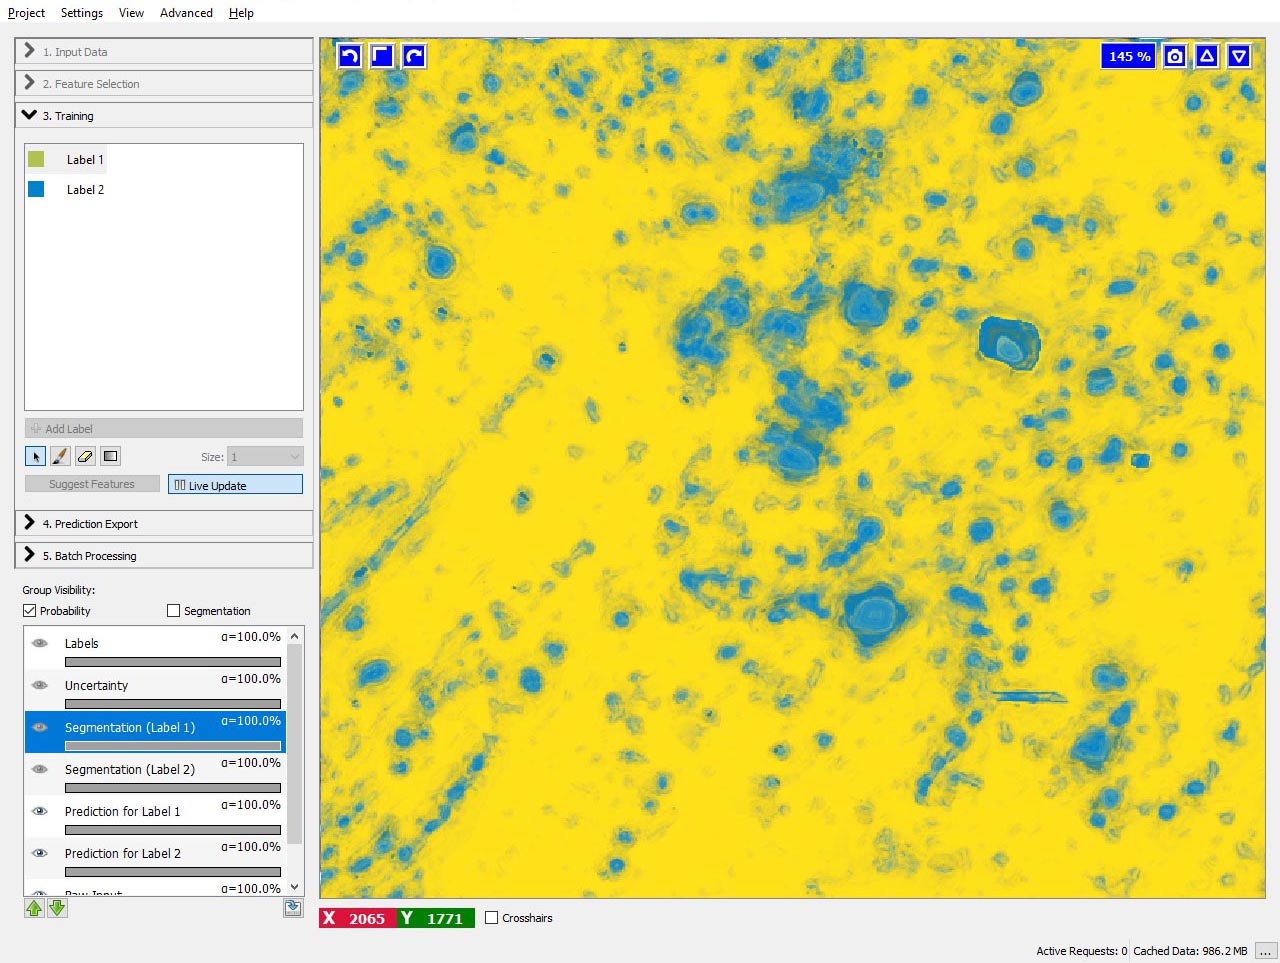 Project Settings View Advanced Help
1. Input Data
2. Feature Selection
3. Training
Label 1
Label 2
Add Label
Size: 1
Suggest Features Live Update
4. Prediction Export
5. Batch Processing
Group Visibility:
Probability Segmentation
Labels α=100.0%
Uncertainty α=100.0%
Segmentation (Label 1) α=100.0%
Segmentation (Label 2) α=100.0%
Prediction for Label 1 α=100.0%
Prediction for Label 2 α=100.0%
Raw Input α=100.0%
145 %
X 2065 Y 1771 Crosshairs
Active Requests: 0 Cached Data: 986.2 MB ...